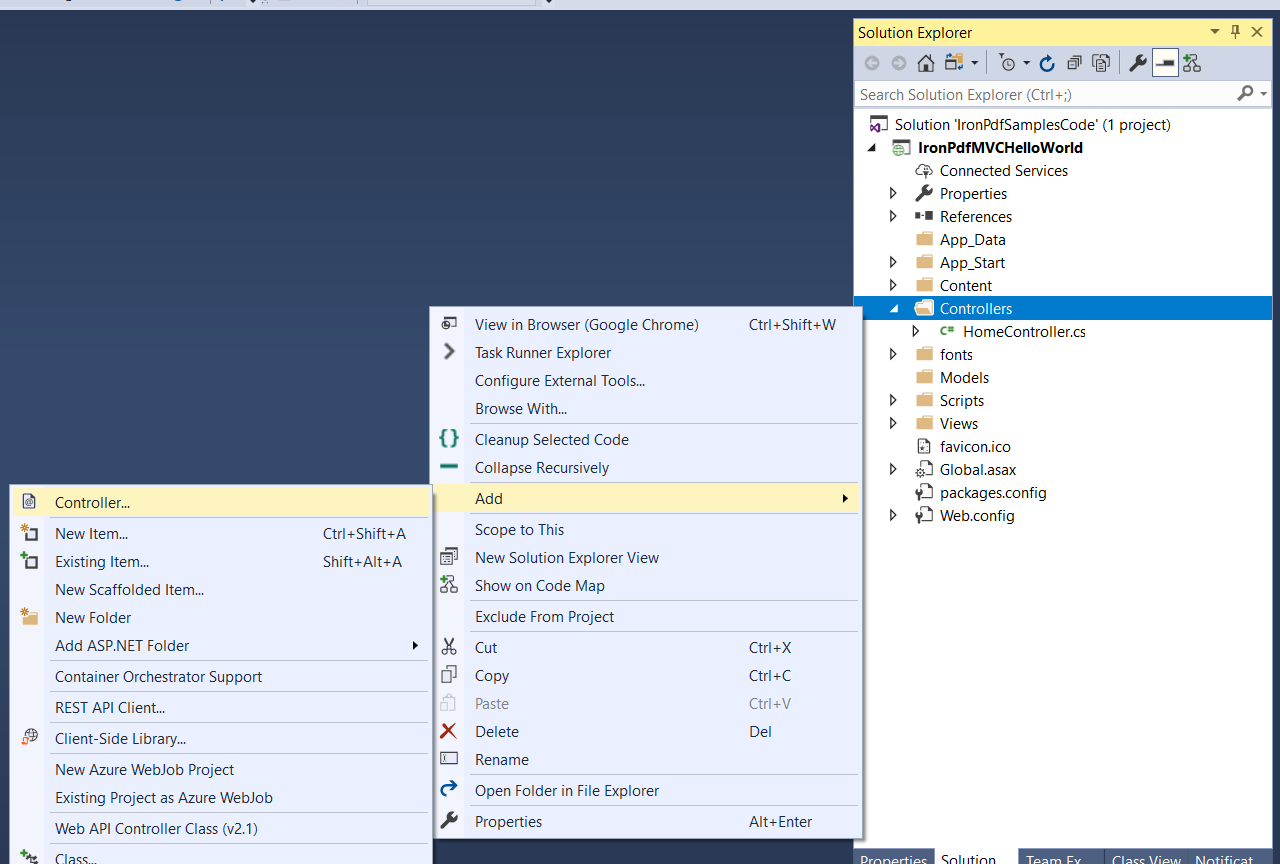 Solution Explorer
Search Solution Explorer (Ctrl+;)
Solution 'IronPdfSamplesCode' (1 project)
IronPdfMVCHelloWorld
Connected Services
Properties
References
App_Data
App_Start
Content
Controllers
C# HomeController.cs
fonts
Models
Scripts
Views
favicon.ico
Global.asax
packages.config
Web.config
View in Browser (Google Chrome) Ctrl+Shift+W
Task Runner Explorer
Configure External Tools...
Browse With...
Cleanup Selected Code
Collapse Recursively
Add
Scope to This
New Solution Explorer View
Show on Code Map
Exclude From Project
Cut Ctrl+X
Copy Ctrl+C
Paste Ctrl+V
Delete Del
Rename
Open Folder in File Explorer
Properties Alt+Enter
Controller...
New Item... Ctrl+Shift+A
Existing Item... Shift+Alt+A
New Scaffolded Item...
New Folder
Add ASP.NET Folder
Container Orchestrator Support
REST API Client...
Client-Side Library...
New Azure WebJob Project
Existing Project as Azure WebJob
Web API Controller Class (v2.1)
Class...
Properties Solution... Team Ex... Class View Notificat...